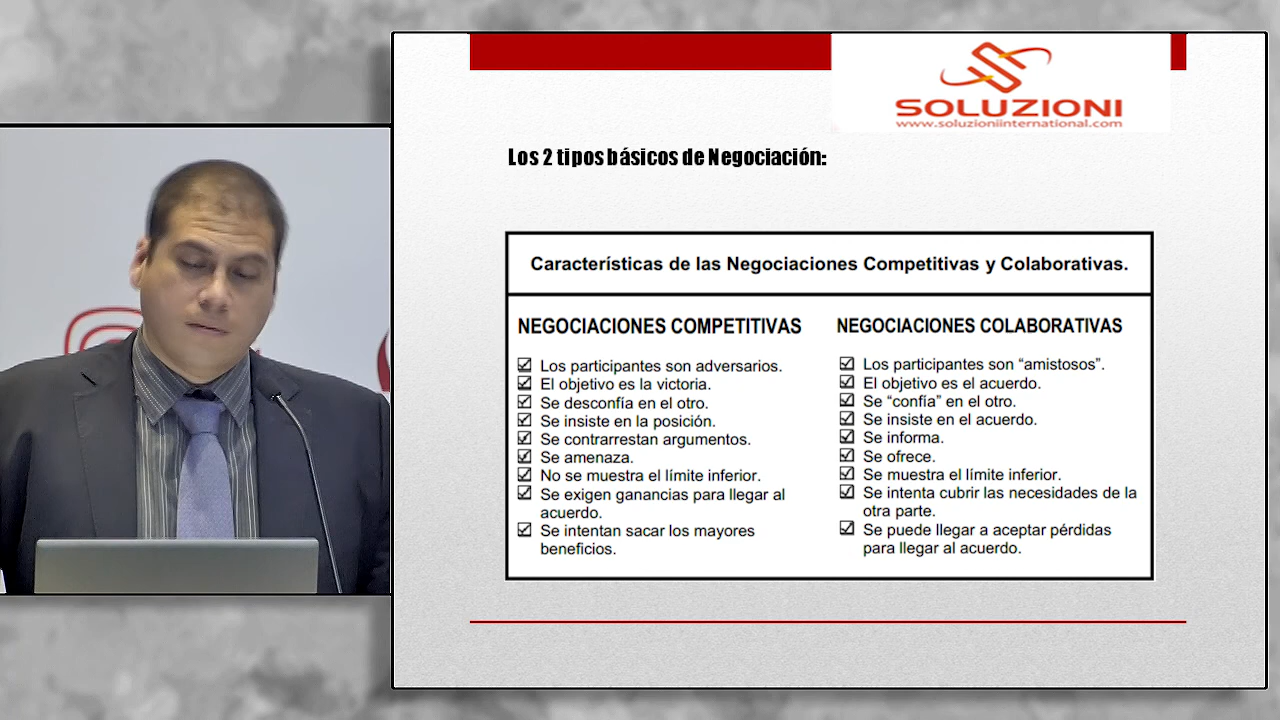 SOLUZIONI
www.soluzioniinternational.com
Los 2 tipos básicos de Negociación:
Características de las Negociaciones Competitivas y Colaborativas.
NEGOCIACIONES COMPETITIVAS
Los participantes son adversarios.
El objetivo es la victoria.
Se desconfía en el otro.
Se insiste en la posición.
Se contrarrestan argumentos.
Se amenaza.
No se muestra el límite inferior.
Se exigen ganancias para llegar al
acuerdo.
Se intentan sacar los mayores
beneficios.
NEGOCIACIONES COLABORATIVAS
Los participantes son “amistosos”.
El objetivo es el acuerdo.
Se “confía” en el otro.
Se insiste en el acuerdo.
Se informa.
Se ofrece.
Se muestra el límite inferior.
Se intenta cubrir las necesidades de la
otra parte.
Se puede llegar a aceptar pérdidas
para llegar al acuerdo.